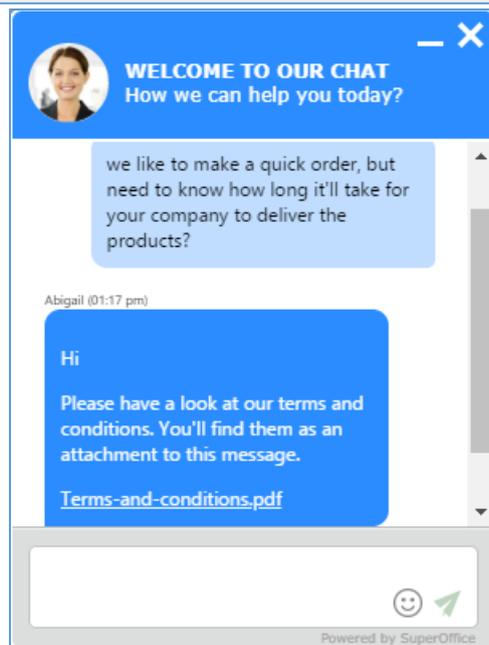 WELCOME TO OUR CHAT
How we can help you today?
we like to make a quick order, but
need to know how long it'll take for
your company to deliver the
products?
Abigail (01:17 pm)
Hi
Please have a look at our terms and
conditions. You'll find them as an
attachment to this message.
Terms-and-conditions.pdf
Powered by SuperOffice